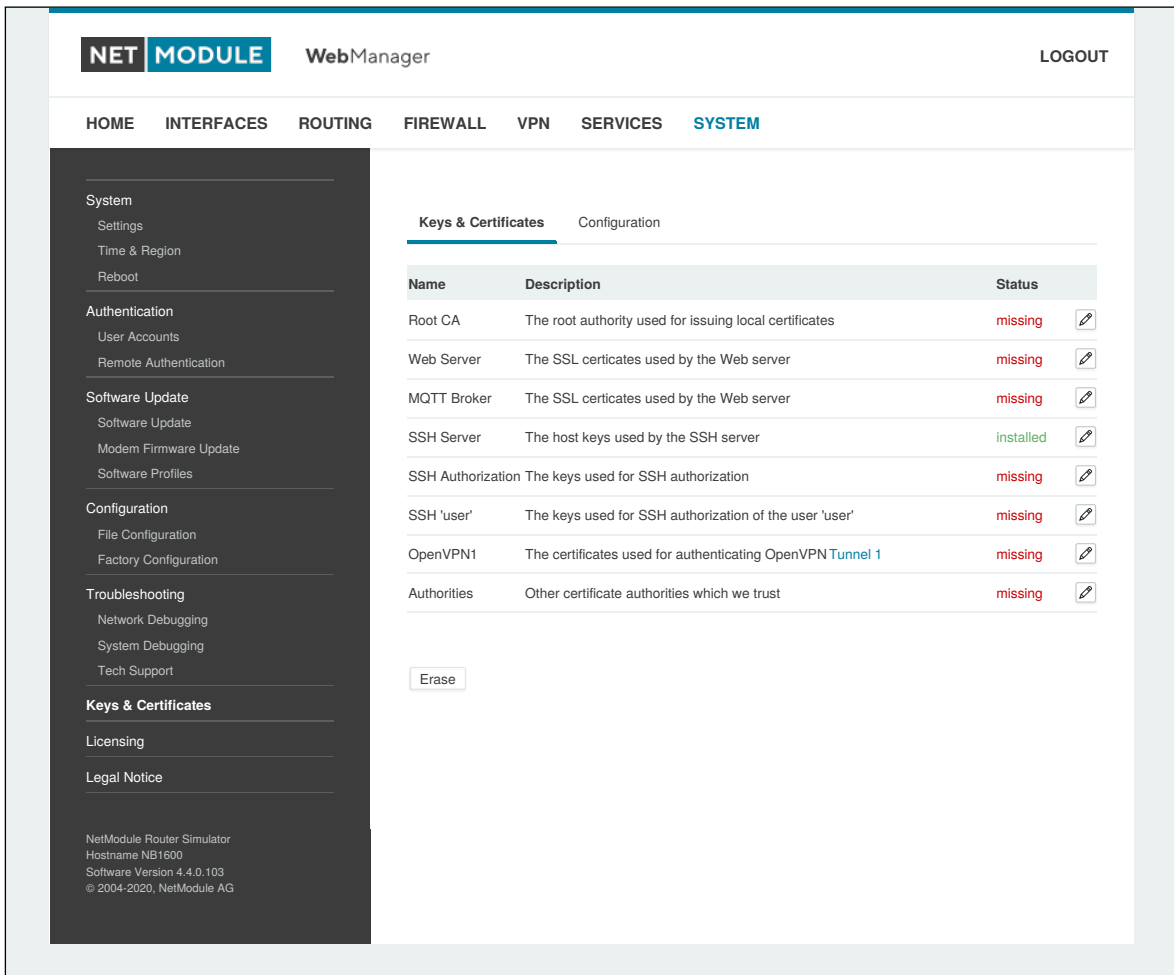 NET MODULE WebManager LOGOUT
HOME INTERFACES ROUTING FIREWALL VPN SERVICES SYSTEM
System
Settings
Time & Region
Reboot
Authentication
User Accounts
Remote Authentication
Software Update
Software Update
Modem Firmware Update
Software Profiles
Configuration
File Configuration
Factory Configuration
Troubleshooting
Network Debugging
System Debugging
Tech Support
Keys & Certificates
Licensing
Legal Notice
NetModule Router Simulator
Hostname NB1600
Software Version 4.4.0.103
© 2004-2020, NetModule AG
Keys & Certificates Configuration
Name Description Status
Root CA The root authority used for issuing local certificates missing
Web Server The SSL certicates used by the Web server missing
MQTT Broker The SSL certicates used by the Web server missing
SSH Server The host keys used by the SSH server installed
SSH Authorization The keys used for SSH authorization missing
SSH 'user' The keys used for SSH authorization of the user 'user' missing
OpenVPN1 The certificates used for authenticating OpenVPN Tunnel 1 missing
Authorities Other certificate authorities which we trust missing
Erase